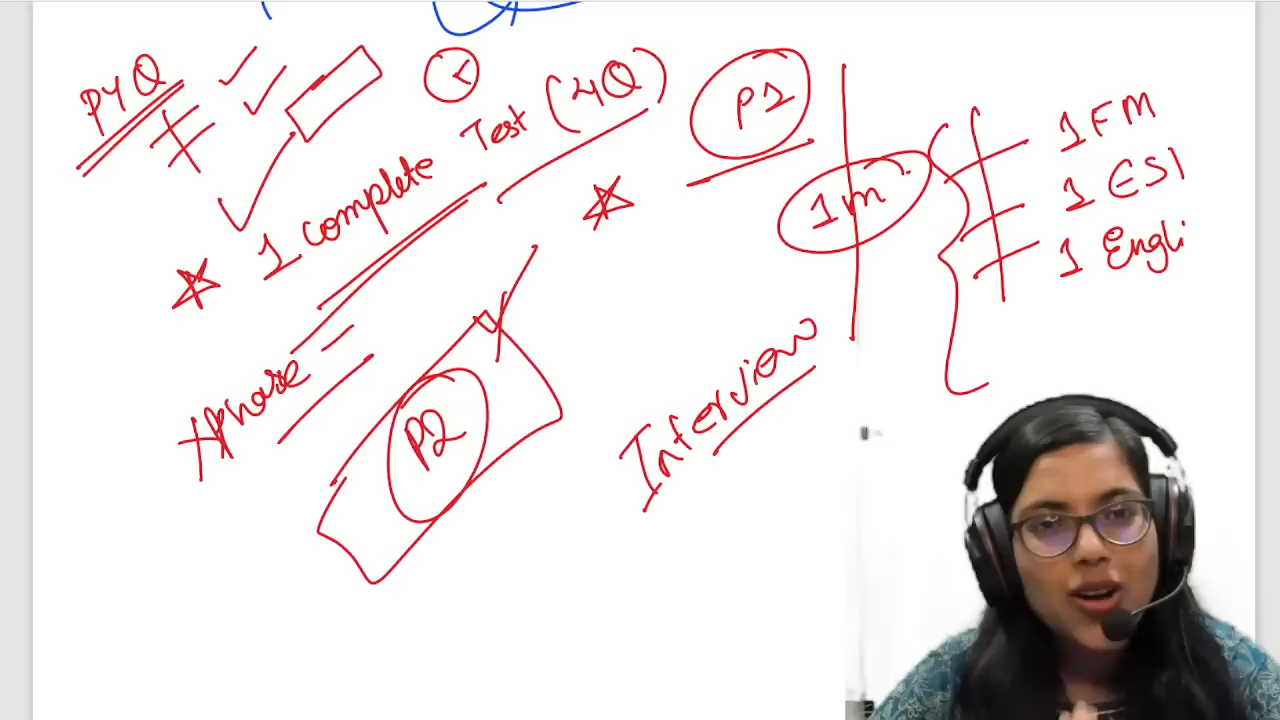 PYQ
1 complete Test (4Q)
Phase =
P2
P1
1m
1 FM
1 ESI
1 Engli
Interview